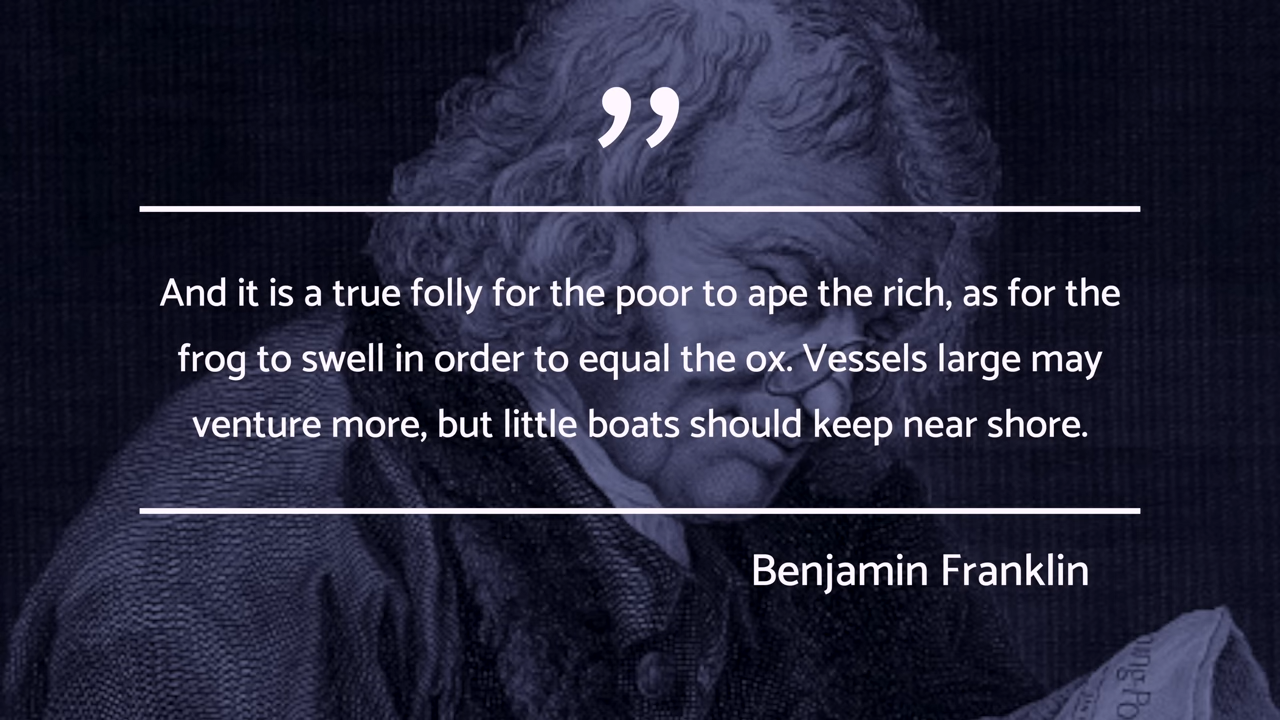 ”
And it is a true folly for the poor to ape the rich, as for the
frog to swell in order to equal the ox. Vessels large may
venture more, but little boats should keep near shore.
Benjamin Franklin